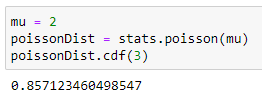 mu = 2
poissonDist = stats.poisson(mu)
poissonDist.cdf(3)
0.857123460498547